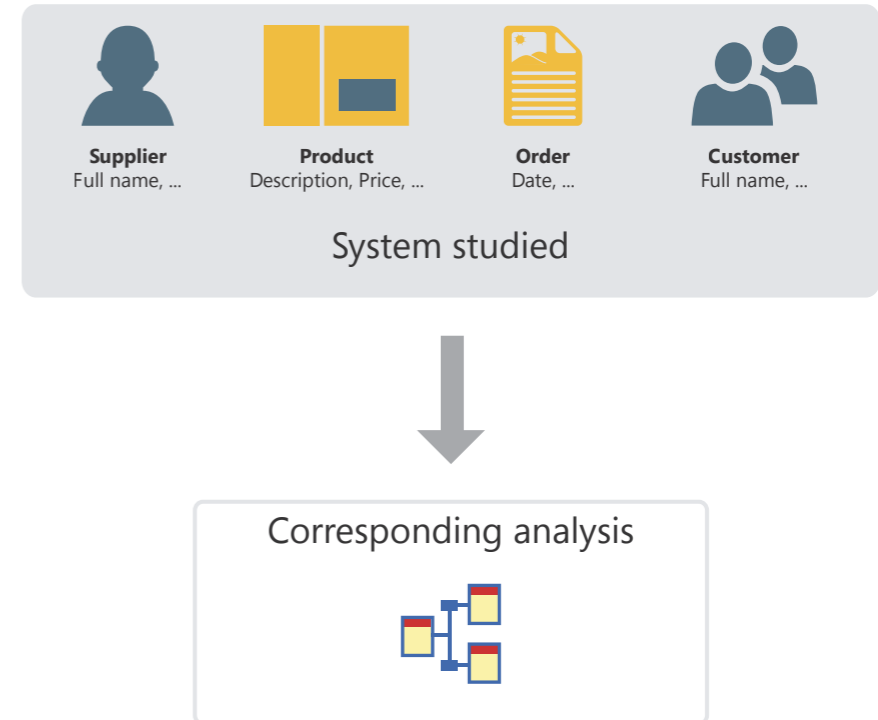 Supplier
Full name, ...
Product
Description, Price, ...
Order
Date, ...
Customer
Full name, ...
System studied
Corresponding analysis